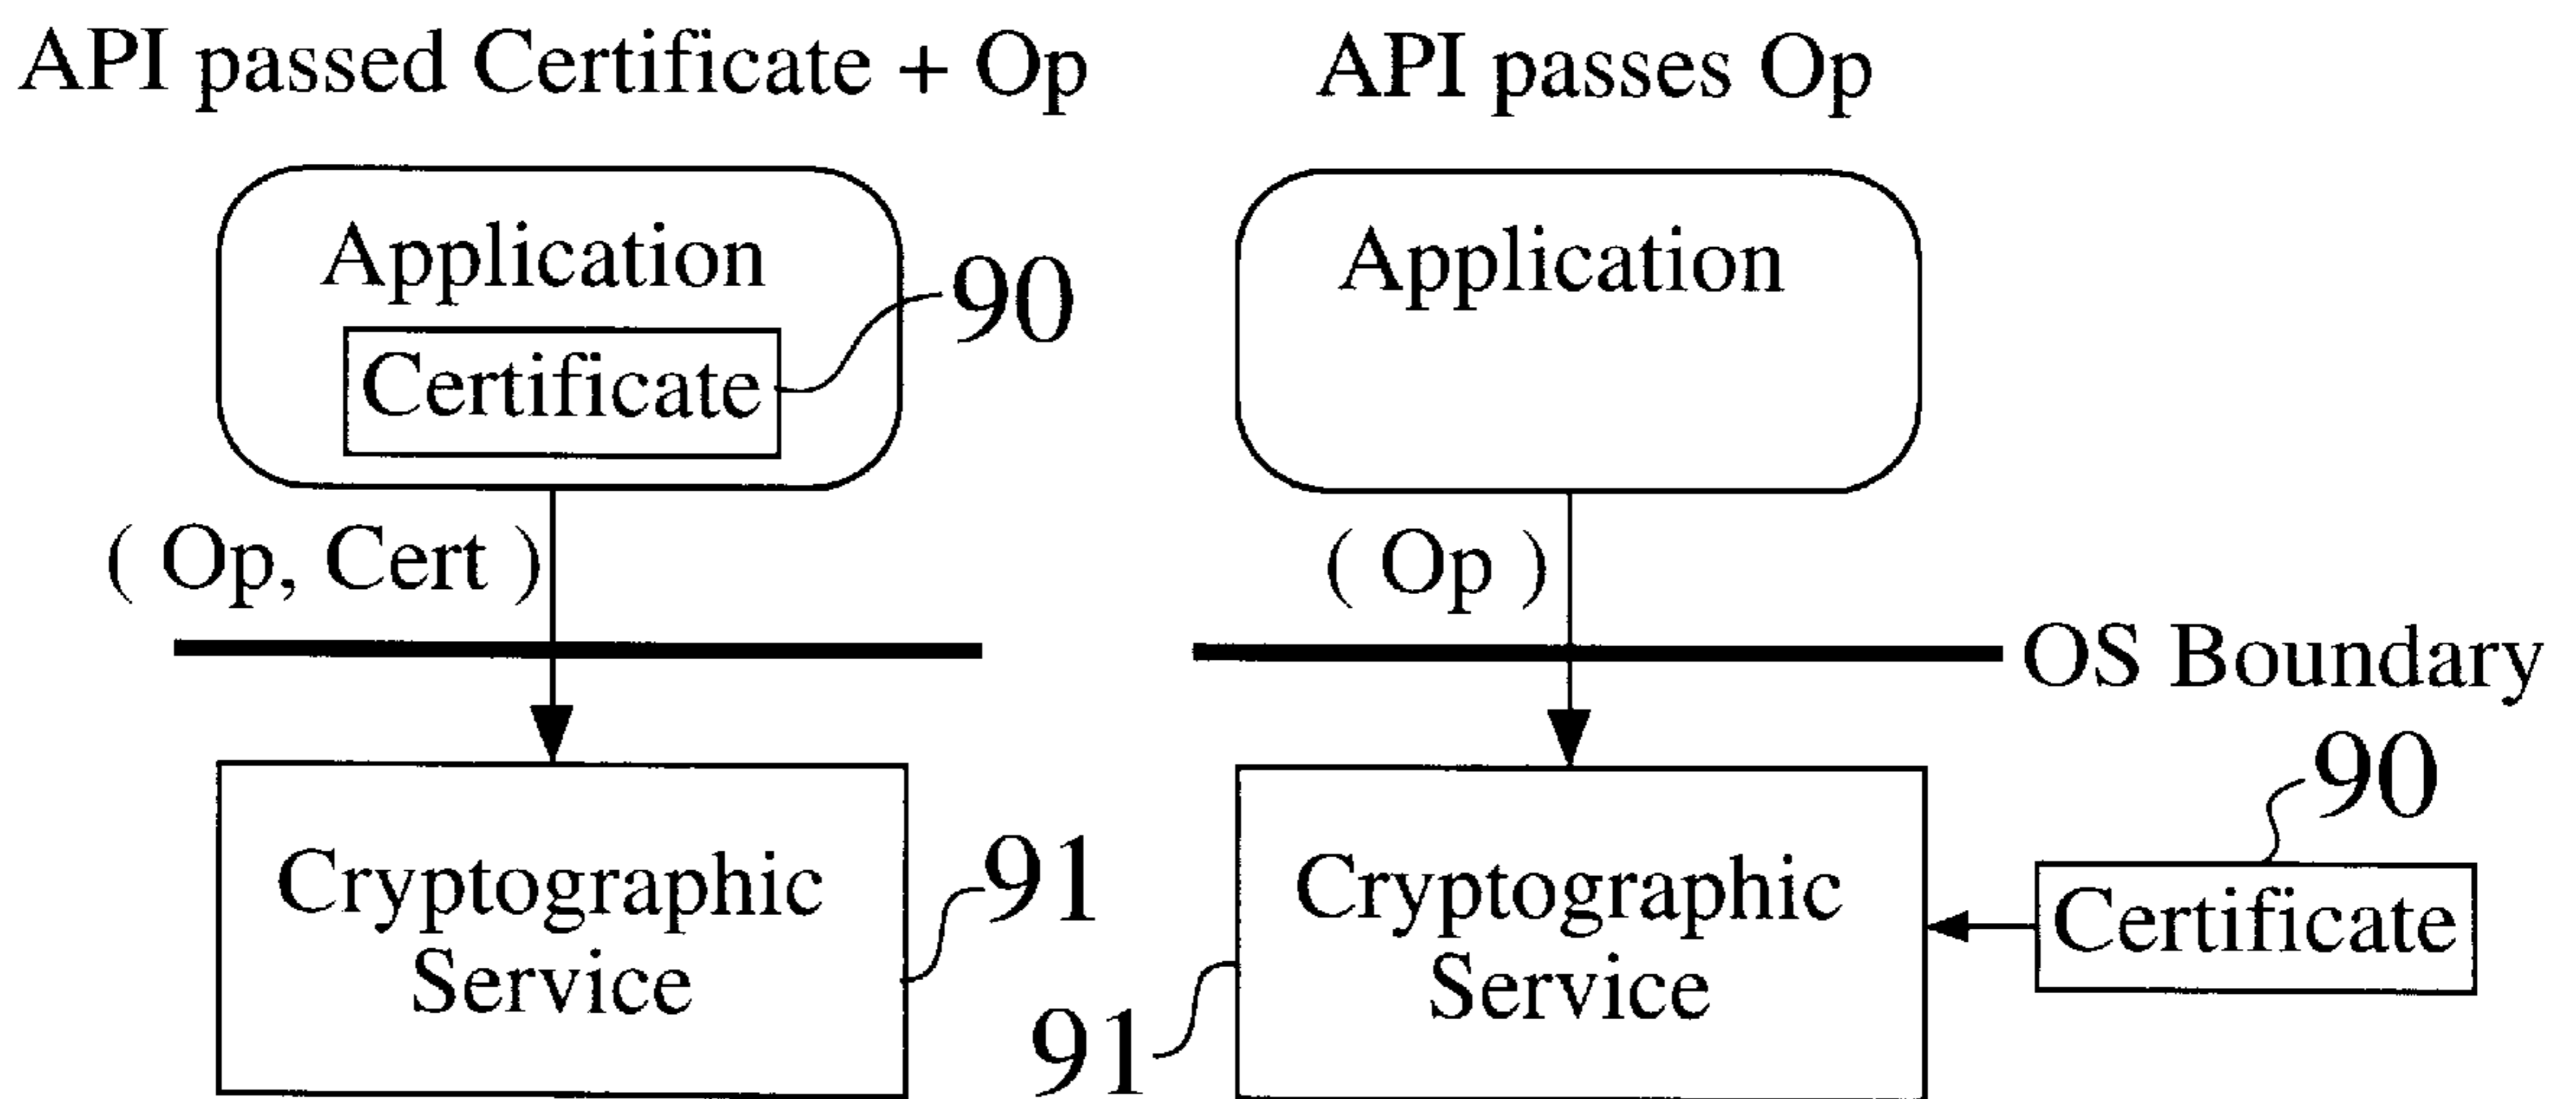 API passed Certificate + Op
API passes Op
Application
90
Certificate
Application
( Op, Cert )
( Op )
OS Boundary
90
Cryptographic
Service
91
Cryptographic
Service
91
Certificate